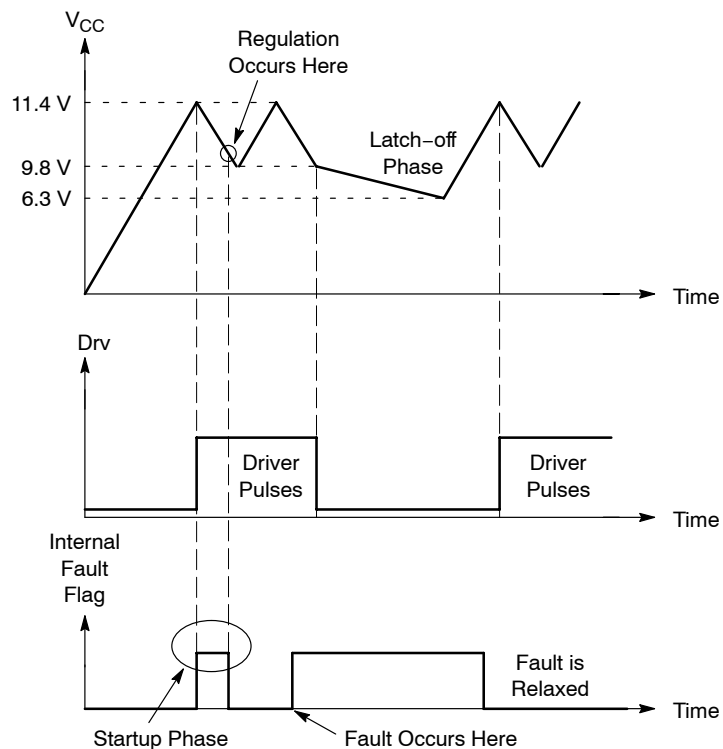 V_CC
Regulation
Occurs Here
11.4 V
Latch−off
Phase
9.8 V
6.3 V
Time
Drv
Driver
Pulses
Driver
Pulses
Time
Internal
Fault
Flag
Fault is
Relaxed
Time
Startup Phase
Fault Occurs Here